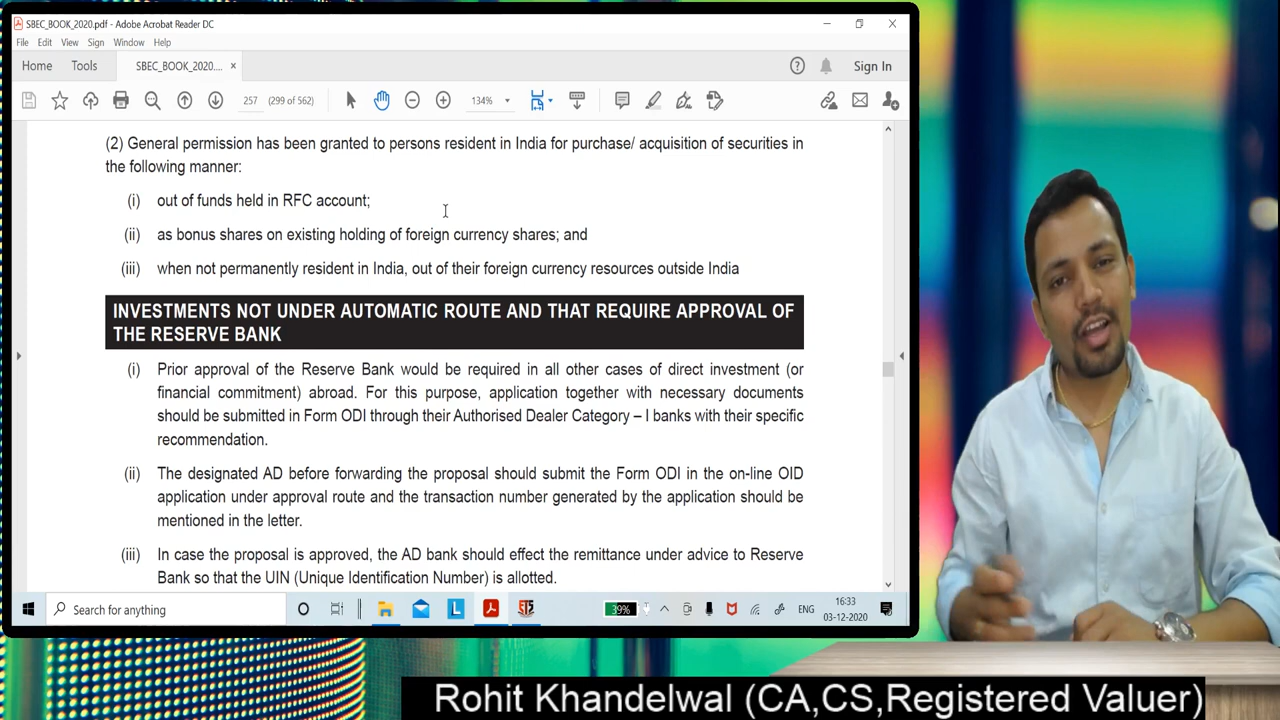 SBEC_BOOK_2020.pdf - Adobe Acrobat Reader DC
File Edit View Sign Window Help
Home Tools SBEC_BOOK_2020.... × Sign In
257 (299 of 562) 134%
(2) General permission has been granted to persons resident in India for purchase/ acquisition of securities in
the following manner:
(i) out of funds held in RFC account;
(ii) as bonus shares on existing holding of foreign currency shares; and
(iii) when not permanently resident in India, out of their foreign currency resources outside India
INVESTMENTS NOT UNDER AUTOMATIC ROUTE AND THAT REQUIRE APPROVAL OF
THE RESERVE BANK
(i) Prior approval of the Reserve Bank would be required in all other cases of direct investment (or
financial commitment) abroad. For this purpose, application together with necessary documents
should be submitted in Form ODI through their Authorised Dealer Category – I banks with their specific
recommendation.
(ii) The designated AD before forwarding the proposal should submit the Form ODI in the on-line OID
application under approval route and the transaction number generated by the application should be
mentioned in the letter.
(iii) In case the proposal is approved, the AD bank should effect the remittance under advice to Reserve
Bank so that the UIN (Unique Identification Number) is allotted.
Search for anything
39%
ENG
16:33
03-12-2020
Rohit Khandelwal (CA,CS,Registered Valuer)